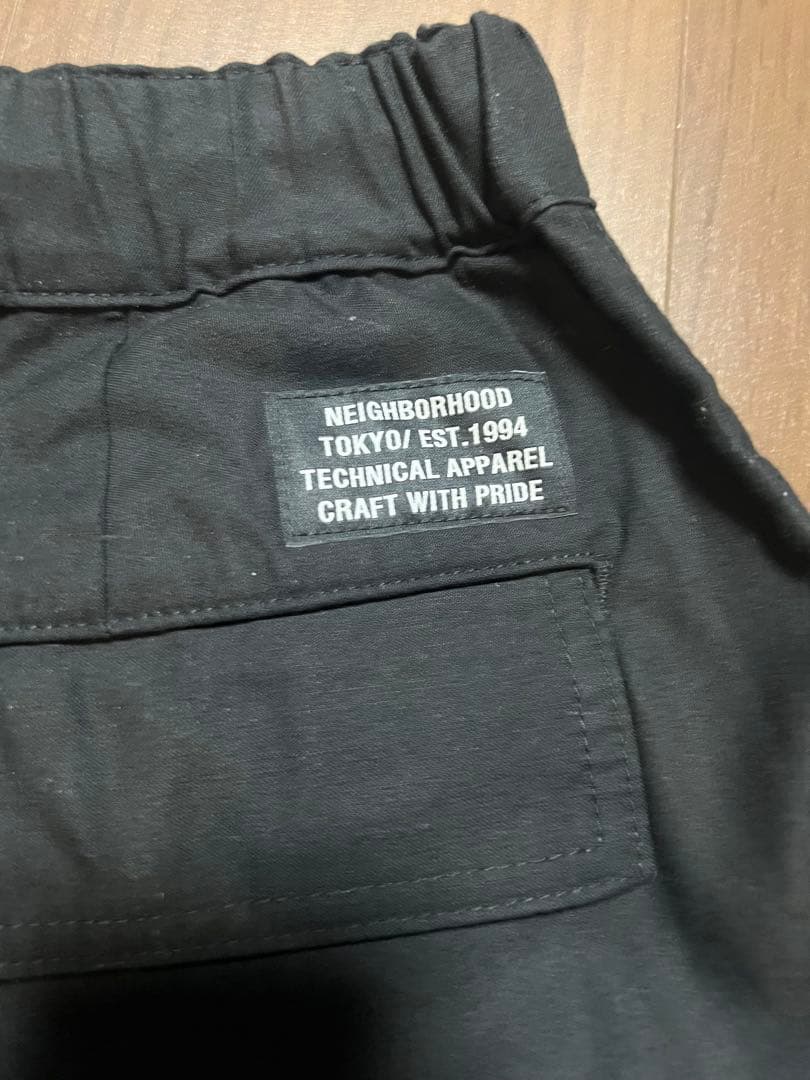 NEIGHBORHOOD
TOKYO/ EST.1994
TECHNICAL APPAREL
CRAFT WITH PRIDE